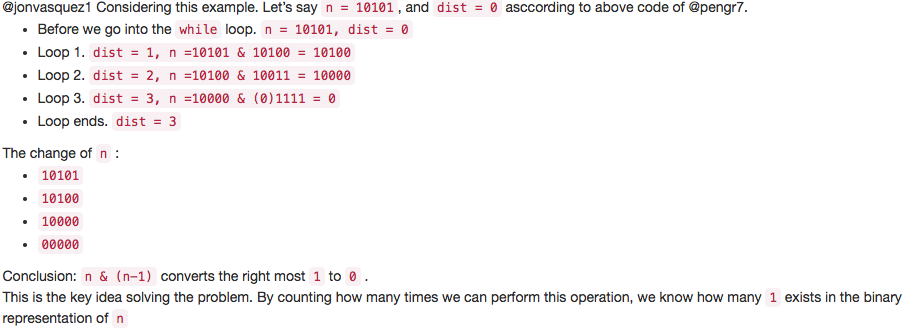 @jonvasquez1 Considering this example. Let's say n = 10101 , and dist = 0 asccording to above code of @pengr7.
• Before we go into the while loop. n = 10101, dist = 0
• Loop 1. dist = 1, n =10101 & 10100 = 10100
• Loop 2. dist = 2, n =10100 & 10011 = 10000
• Loop 3. dist = 3, n =10000 & (0)1111 = 0
• Loop ends. dist = 3
The change of n :
• 10101
• 10100
• 10000
• 00000
Conclusion: n & (n-1) converts the right most 1 to 0 .
This is the key idea solving the problem. By counting how many times we can perform this operation, we know how many 1 exists in the binary
representation of n